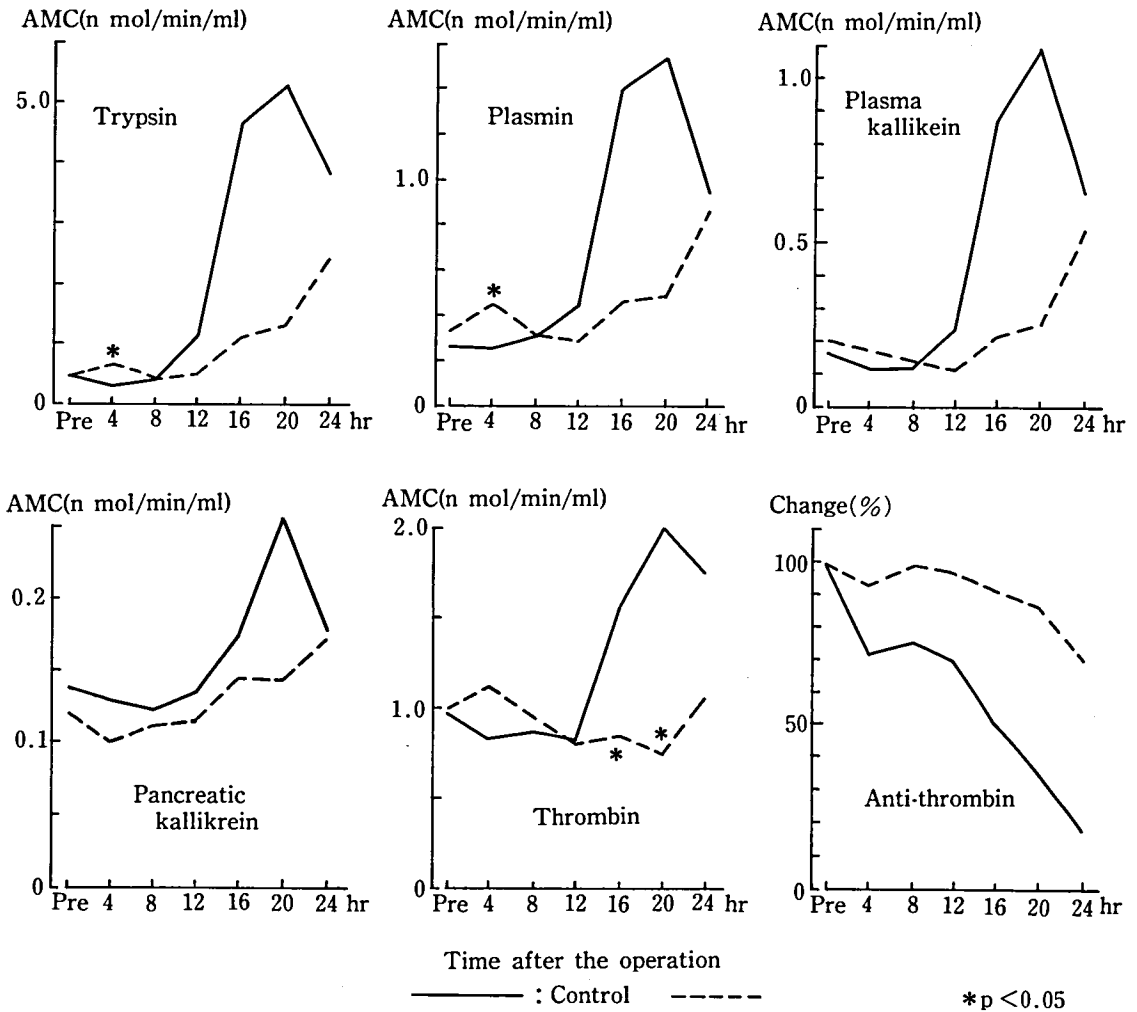 AMC(n mol/min/ml)
5.0
0
Trypsin
*
Pre 4 8 12 16 20 24 hr
AMC(n mol/min/ml)
1.0
0
Plasmin
*
Pre 4 8 12 16 20 24 hr
AMC(n mol/min/ml)
1.0
0.5
0
Plasma
kallikein
Pre 4 8 12 16 20 24 hr
AMC(n mol/min/ml)
0.2
0.1
0
Pancreatic
kallikrein
Pre 4 8 12 16 20 24 hr
AMC(n mol/min/ml)
2.0
1.0
0
* *
Thrombin
Pre 4 8 12 16 20 24 hr
Change(%)
100
50
0
Anti-thrombin
Pre 4 8 12 16 20 24 hr
Time after the operation
: Control
*p <0.05